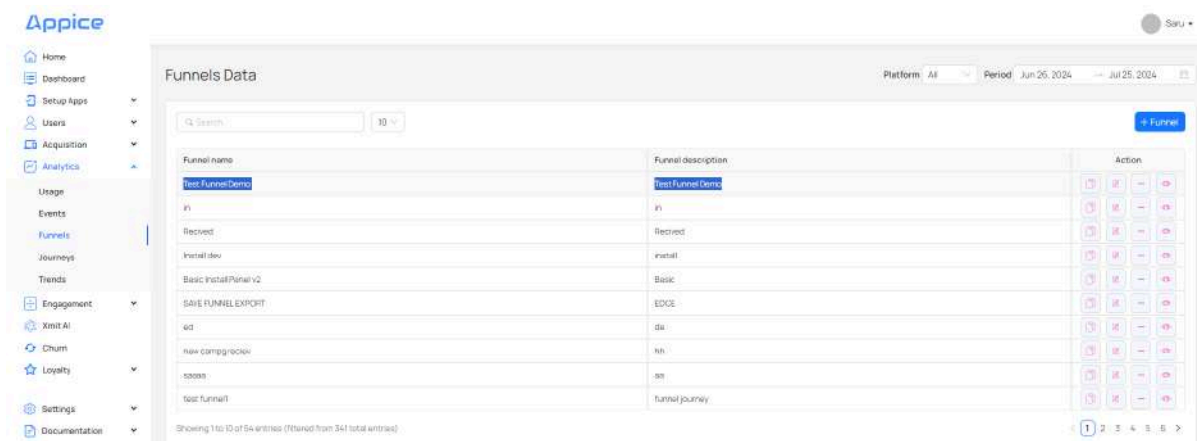 Appice
Saru
Home
Dashboard
Setup Apps
Users
Acquisition
Analytics
Usage
Events
Funnels
Journeys
Trends
Engagement
Xmit AI
Churn
Loyalty
Settings
Documentation
Funnels Data
Platform All Period Jun 26, 2024 → Jul 25, 2024
Search 10
+ Funnel
Funnel name Funnel description Action
Test Funnel Demo Test Funnel Demo
in in
Recived Recived
Install dev install
Basic Install Panel v2 Basic
SAVE FUNNEL EXPORT EDGE
ed de
new campg reciev hh
test funnel1 funnel journey
Showing 1 to 10 of 54 entries (filtered from 341 total entries)
1 2 3 4 5 6